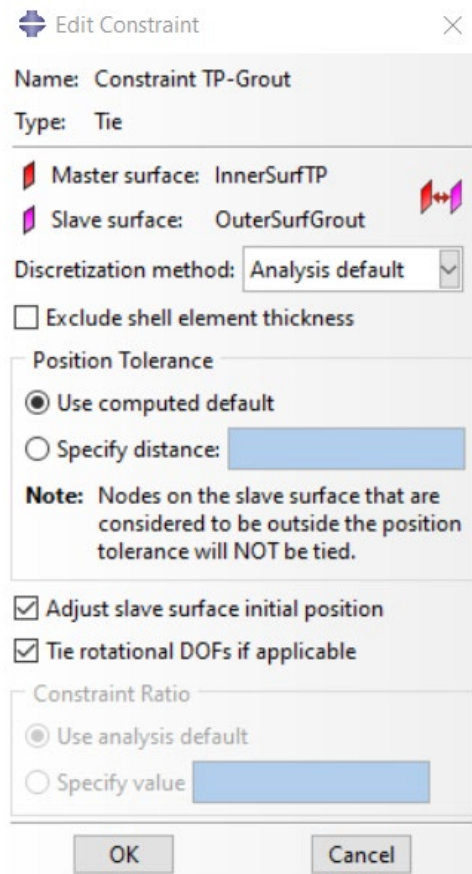 Edit Constraint
Name: Constraint TP-Grout
Type: Tie
Master surface: InnerSurfTP
Slave surface: OuterSurfGrout
Discretization method: Analysis default
Exclude shell element thickness
Position Tolerance
Use computed default
Specify distance:
Note: Nodes on the slave surface that are
considered to be outside the position
tolerance will NOT be tied.
Adjust slave surface initial position
Tie rotational DOFs if applicable
Constraint Ratio
Use analysis default
Specify value
OK Cancel